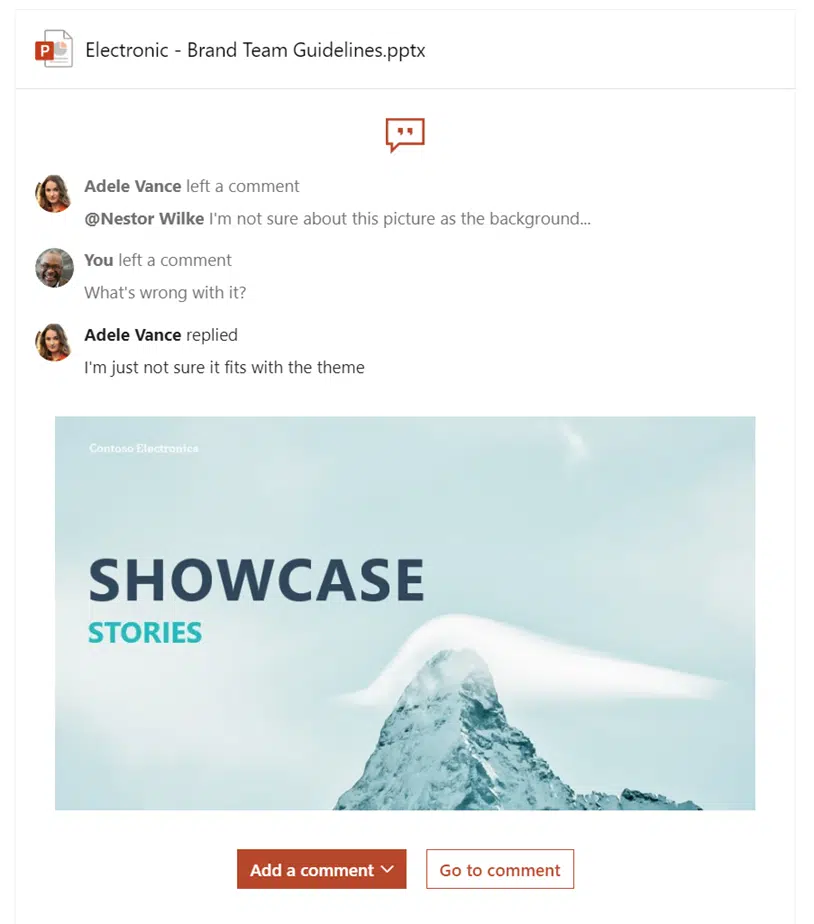 P
Electronic - Brand Team Guidelines.pptx
Adele Vance left a comment
@Nestor Wilke I'm not sure about this picture as the background...
You left a comment
What's wrong with it?
Adele Vance replied
I'm just not sure it fits with the theme
Contoso Electronics
SHOWCASE
STORIES
Add a comment
Go to comment